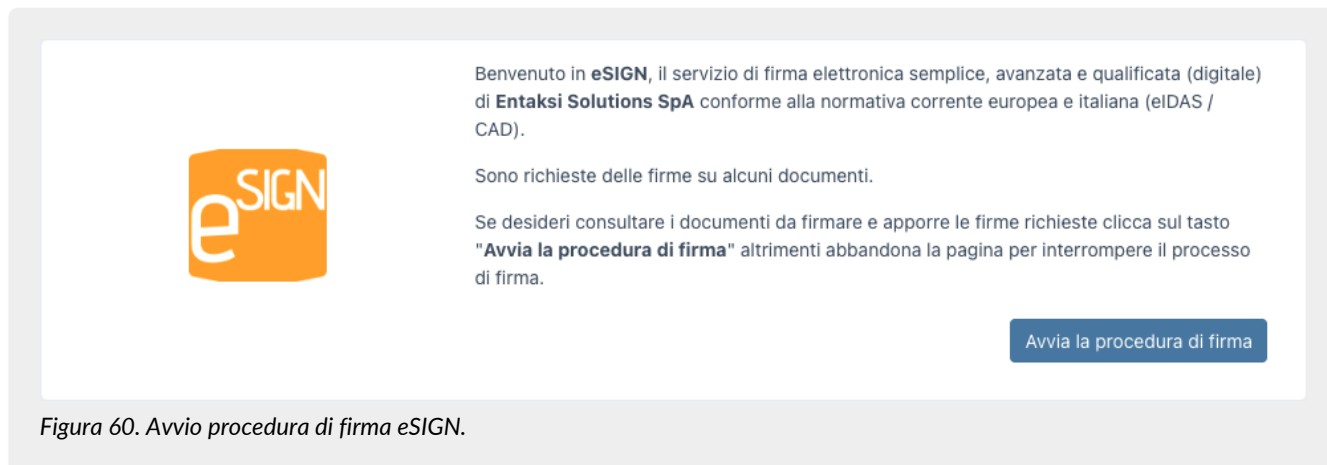 Benvenuto in eSIGN, il servizio di firma elettronica semplice, avanzata e qualificata (digitale)
di Entaksi Solutions SpA conforme alla normativa corrente europea e italiana (eIDAS /
CAD).
Sono richieste delle firme su alcuni documenti.
eSIGN
Se desideri consultare i documenti da firmare e apporre le firme richieste clicca sul tasto
"Avvia la procedura di firma" altrimenti abbandona la pagina per interrompere il processo
di firma.
Avvia la procedura di firma
Figura 60. Avvio procedura di firma eSIGN.